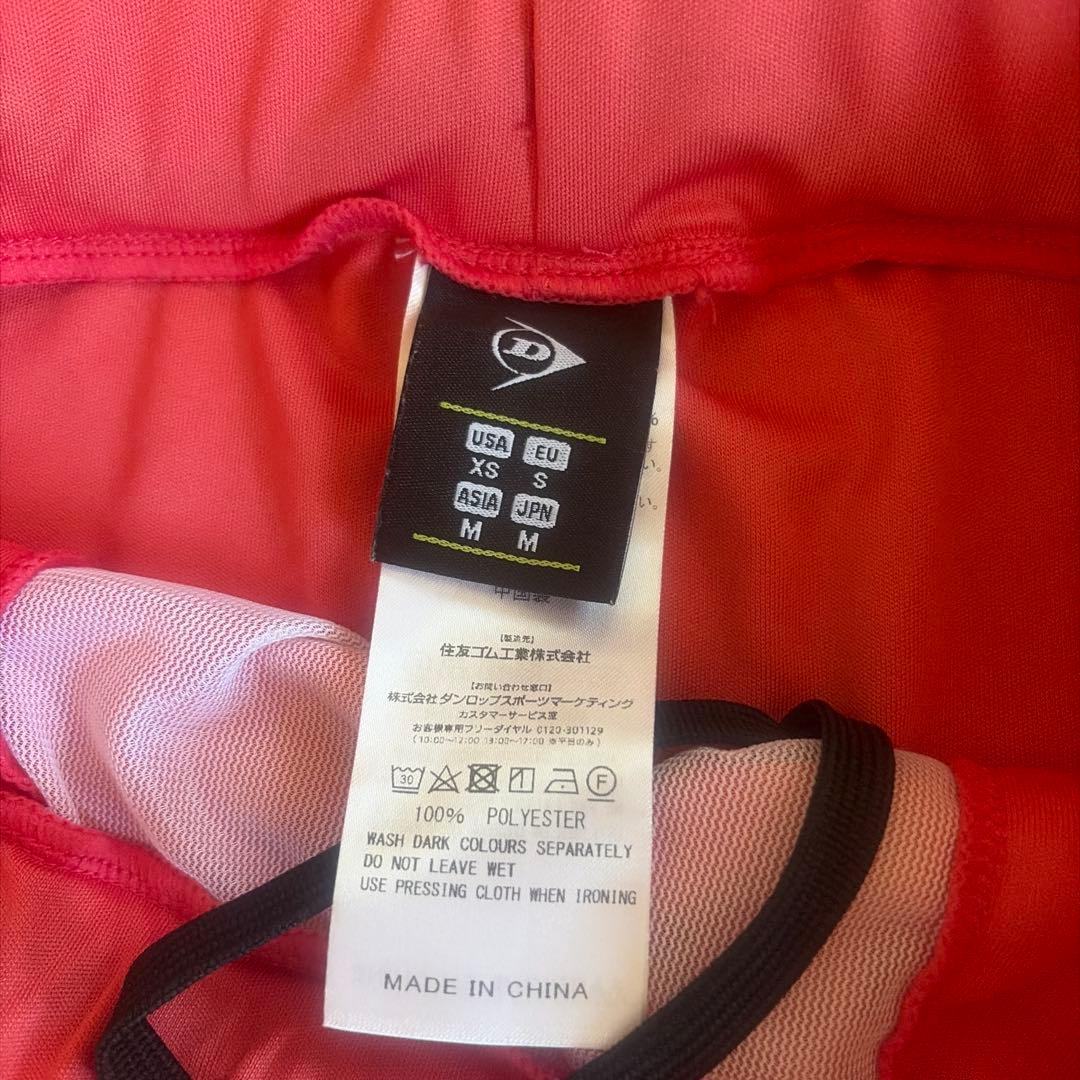 D
USA EU
XS S
ASIA JPN
M M
中国製
【製造元】
住友ゴム工業株式会社
【お問い合わせ窓口】
株式会社ダンロップスポーツマーケティング
カスタマーサービス室
お客様専用フリーダイヤル 0120-301129
(10:00〜12:00 13:00〜17:00 ※平日のみ)
30 F
100% POLYESTER
WASH DARK COLOURS SEPARATELY
DO NOT LEAVE WET
USE PRESSING CLOTH WHEN IRONING
MADE IN CHINA